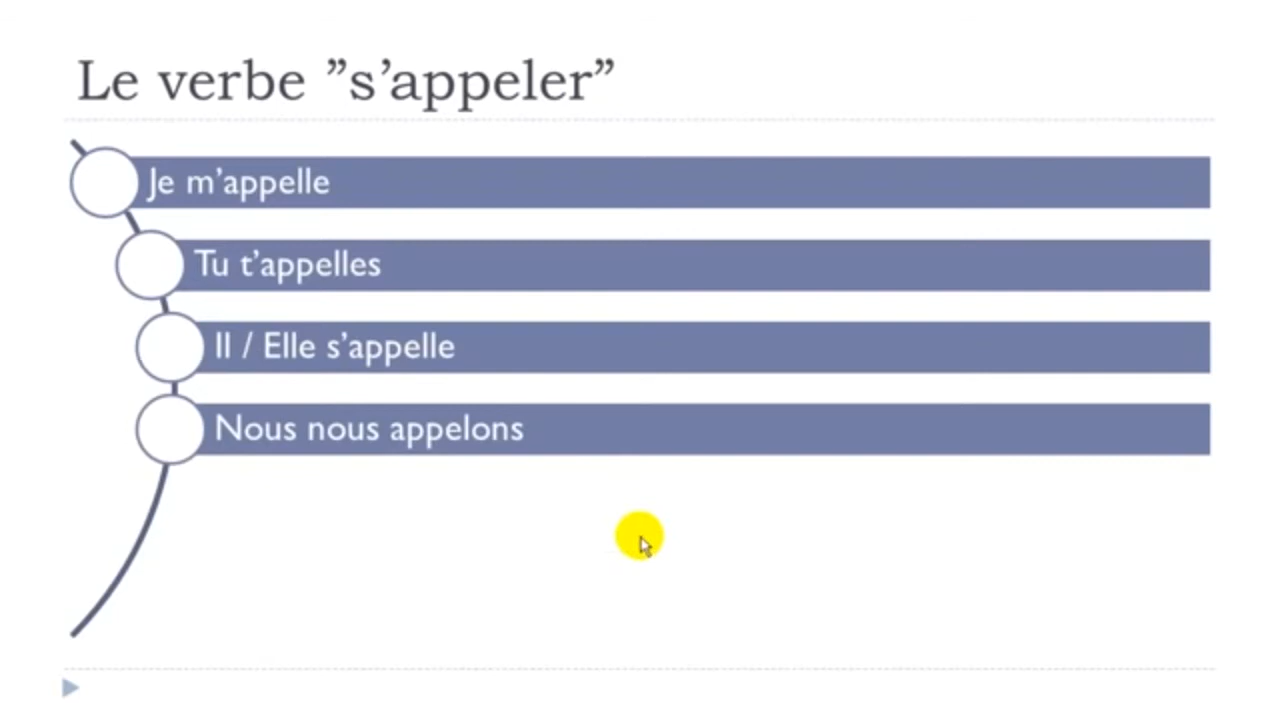 Le verbe ”s’appeler”
Je m’appelle
Tu t’appelles
Il / Elle s’appelle
Nous nous appelons